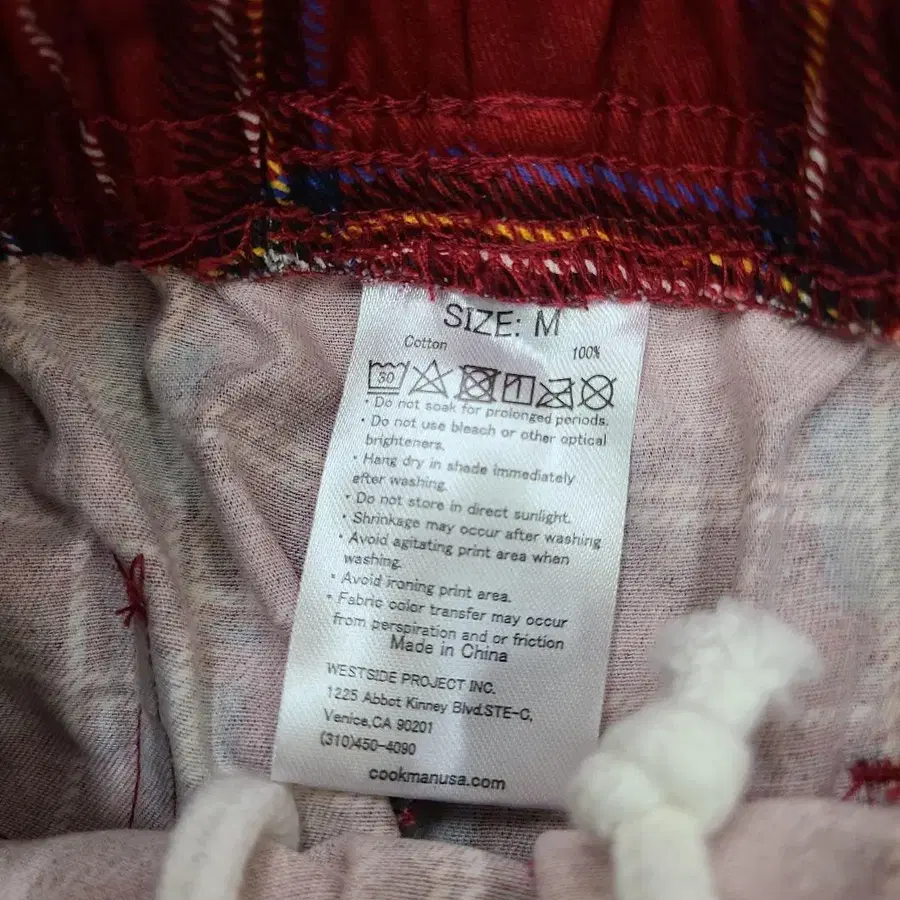 SIZE: M
Cotton 100%
30 1
• Do not soak for prolonged periods.
• Do not use bleach or other optical
brighteners.
• Hang dry in shade immediately
after washing.
• Do not store in direct sunlight.
• Shrinkage may occur after washing
• Avoid agitating print area when
washing.
• Avoid ironing print area.
• Fabric color transfer may occur
from perspiration and or friction
Made in China
WESTSIDE PROJECT INC.
1225 Abbot Kinney Blvd.STE-C,
Venice,CA 90201
(310)450-4090
cookmanusa.com